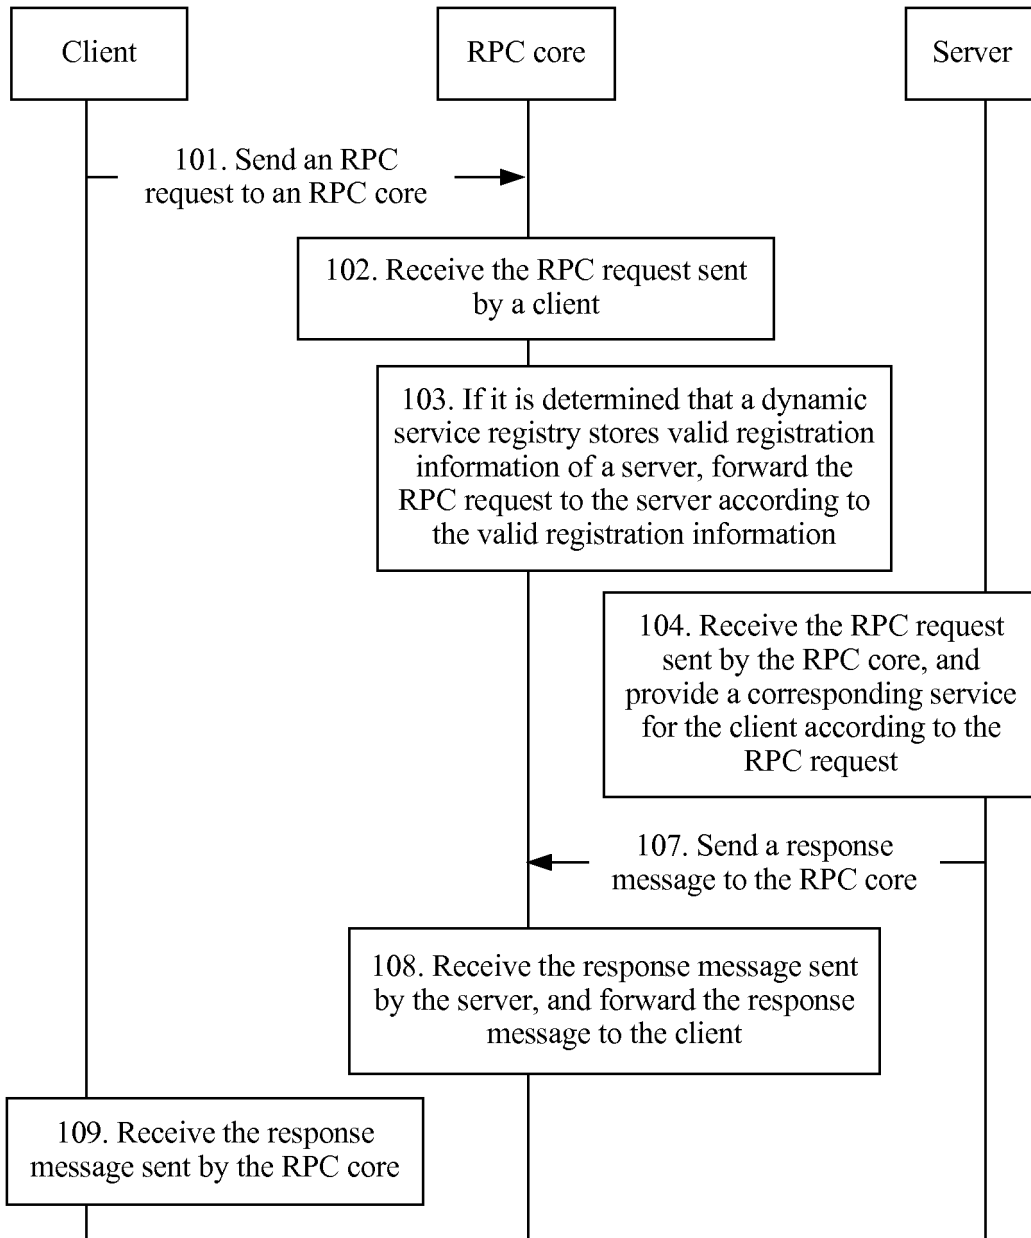 Client
RPC core
Server
101. Send an RPC
request to an RPC core
102. Receive the RPC request sent
by a client
103. If it is determined that a dynamic
service registry stores valid registration
information of a server, forward the
RPC request to the server according to
the valid registration information
104. Receive the RPC request
sent by the RPC core, and
provide a corresponding service
for the client according to the
RPC request
107. Send a response
message to the RPC core
108. Receive the response message sent
by the server, and forward the response
message to the client
109. Receive the response
message sent by the RPC core